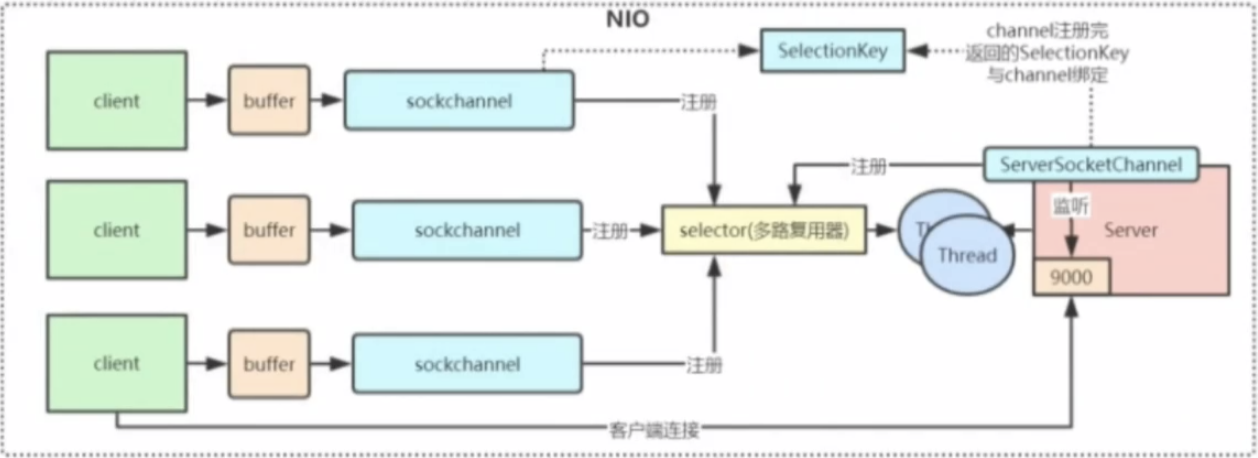 NIO
channel注册完
返回的SelectionKey
与channel绑定
SelectionKey
client
buffer
sockchannel
注册
注册
ServerSocketChannel
监听
client
buffer
sockchannel
注册
selector(多路复用器)
Thread
Server
9000
client
buffer
sockchannel
注册
客户端连接